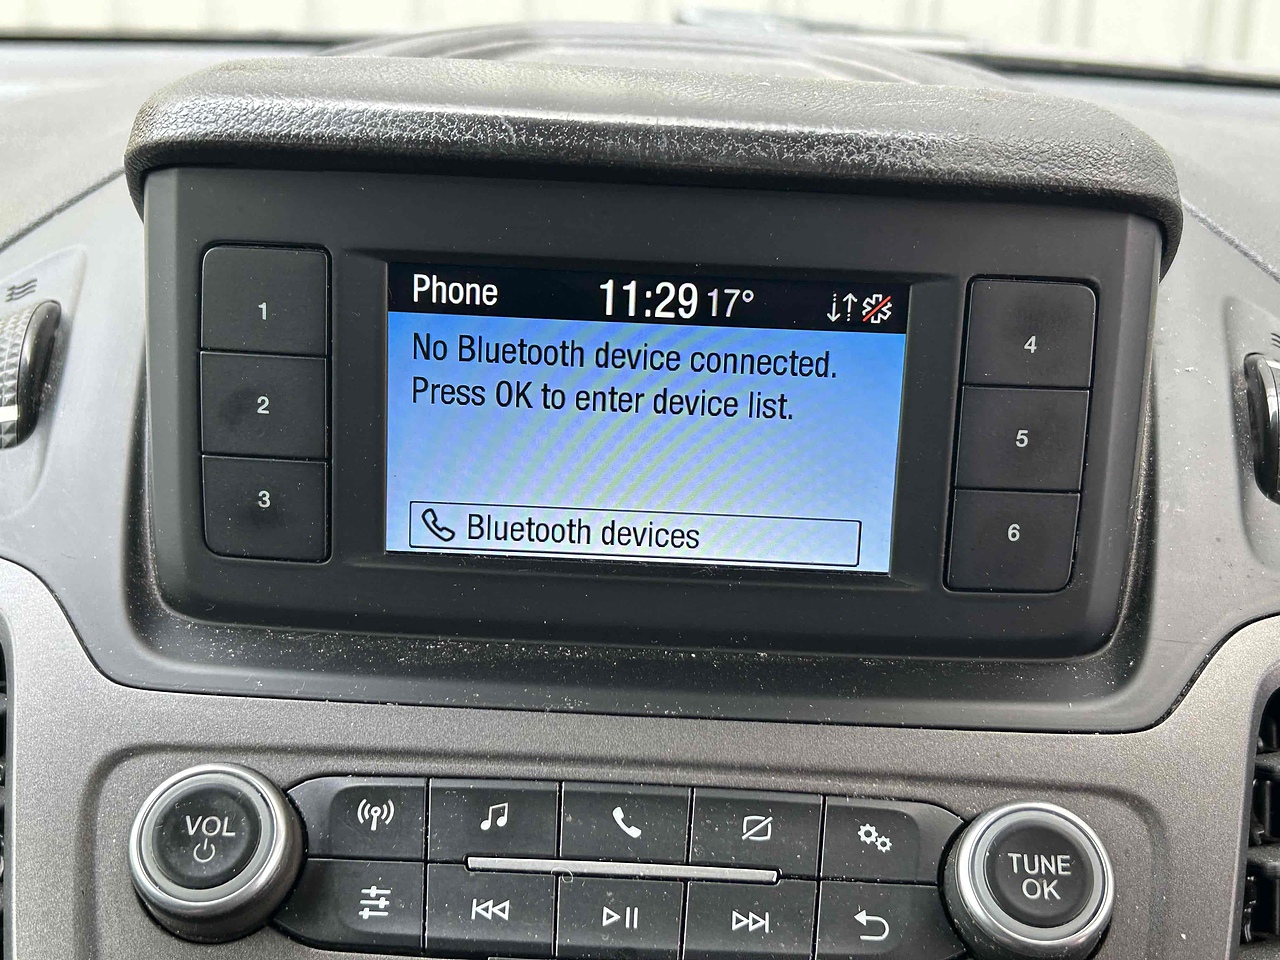 Phone 11:29 17°
No Bluetooth device connected.
Press OK to enter device list.
Bluetooth devices
1
2
3
4
5
6
VOL
TUNE
OK